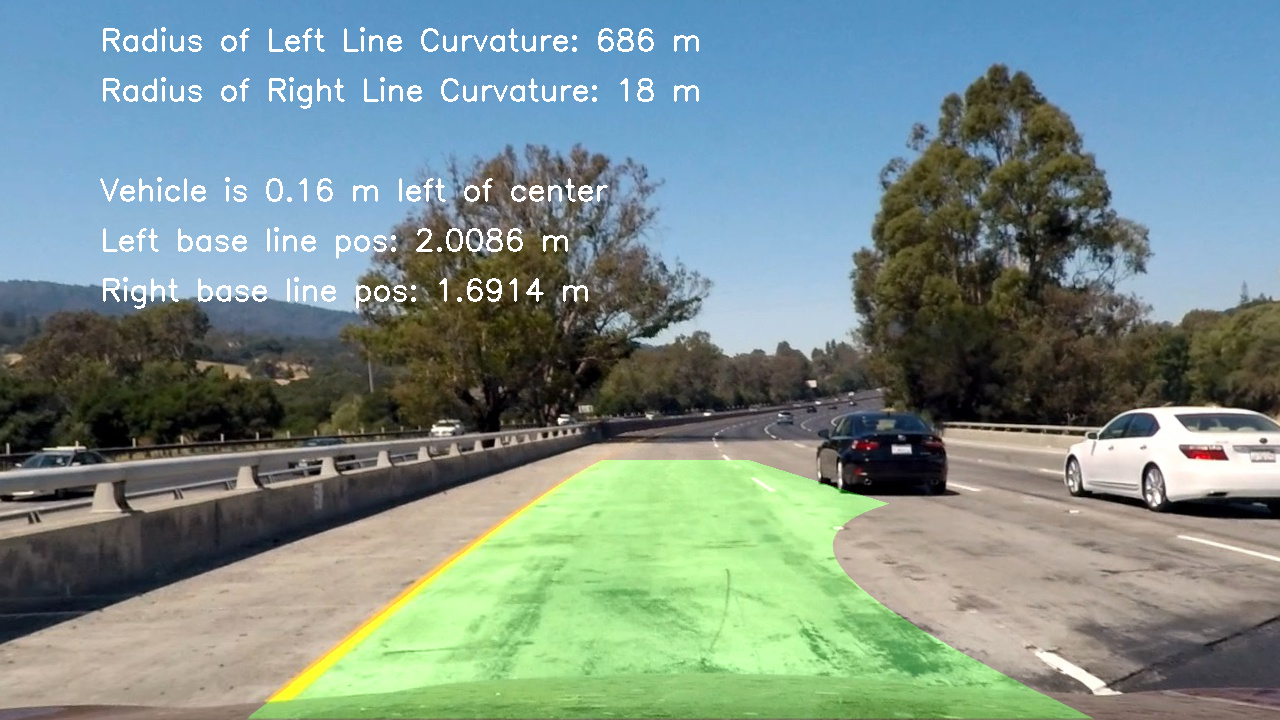 Radius of Left Line Curvature: 686 m
Radius of Right Line Curvature: 18 m
Vehicle is 0.16 m left of center
Left base line pos: 2.0086 m
Right base line pos: 1.6914 m